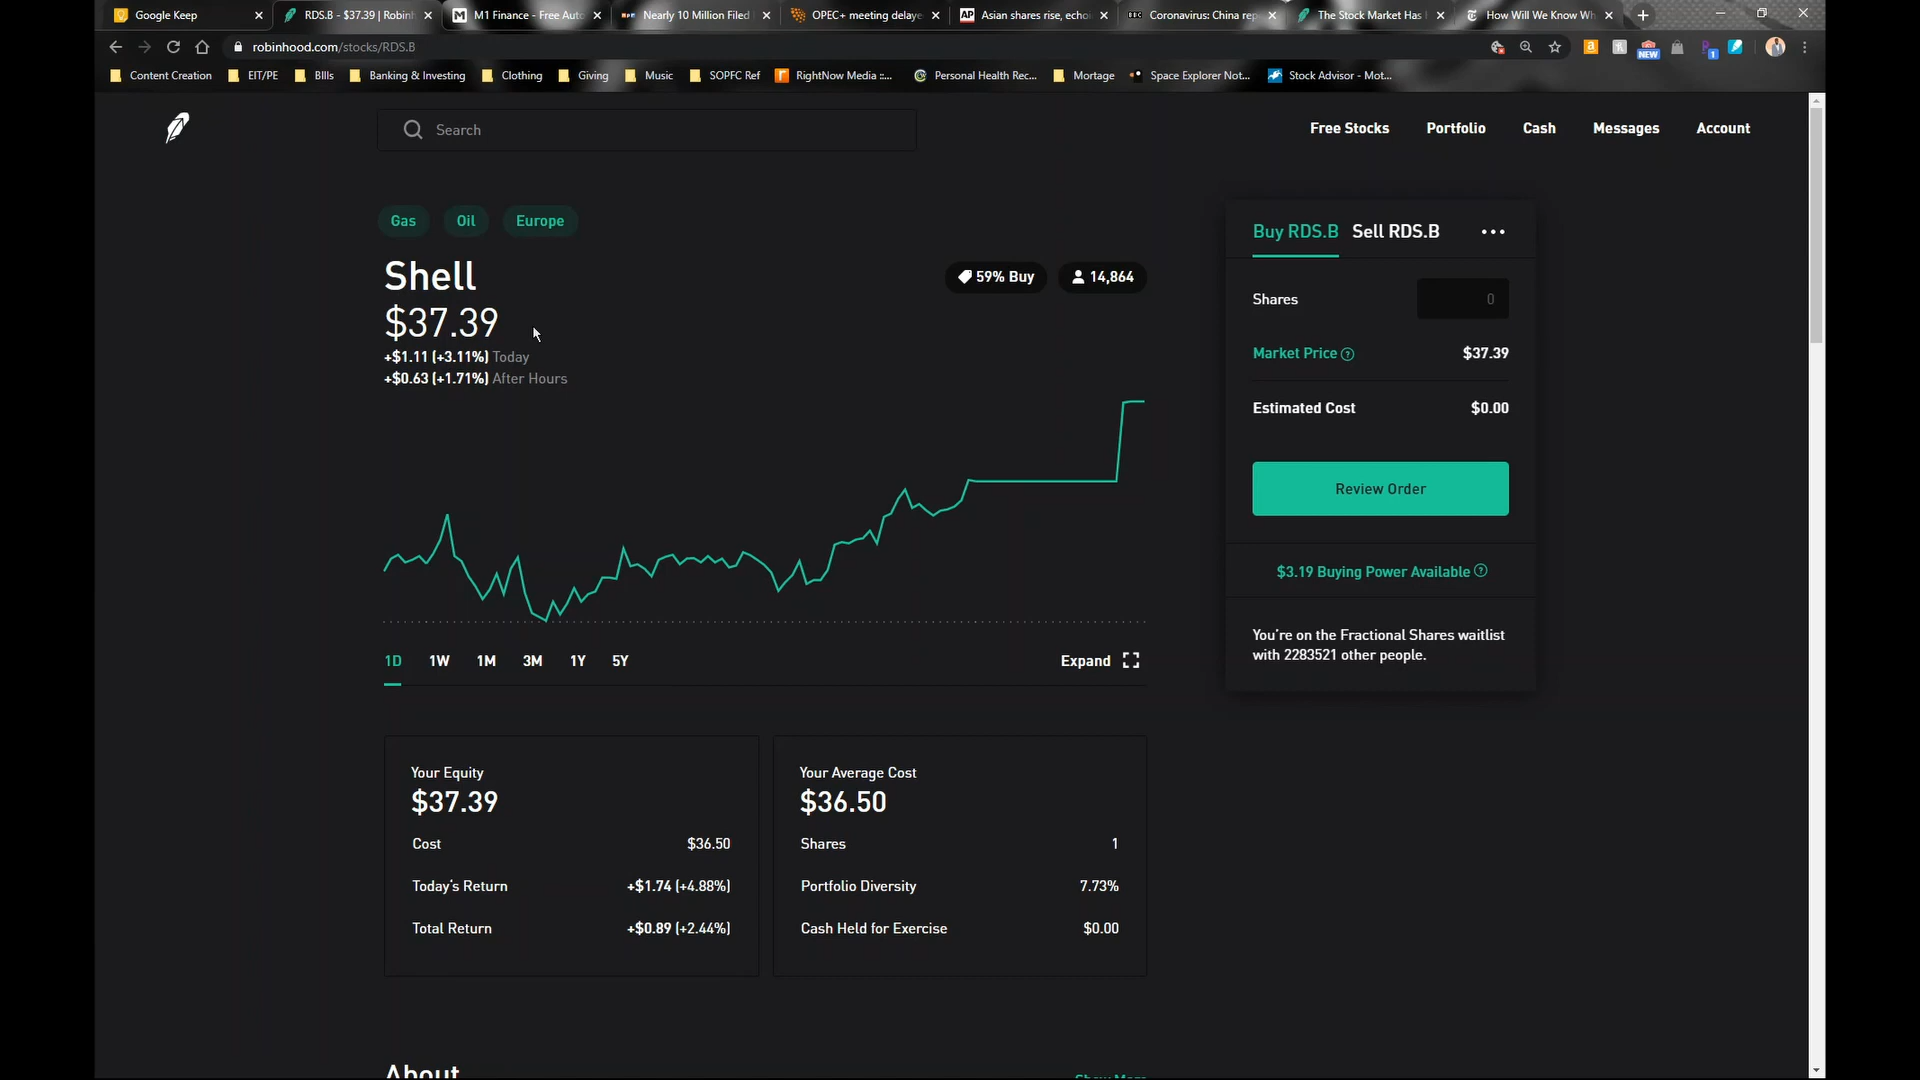 Google Keep
RDS.B - $37.39 | Robinh
M1 Finance - Free Auto
Nearly 10 Million Filed
OPEC+ meeting delaye
AP Asian shares rise, echo
BBC Coronavirus: China rep
The Stock Market Has
How Will We Know Wh
robinhood.com/stocks/RDS.B
NEW
1
Content Creation
EIT/PE
BIlls
Banking & Investing
Clothing
Giving
Music
SOPFC Ref
RightNow Media ::...
Personal Health Rec...
Mortage
Space Explorer Not...
Stock Advisor - Mot...
Search
Free Stocks
Portfolio
Cash
Messages
Account
Gas
Oil
Europe
Shell
$37.39
+$1.11 (+3.11%) Today
+$0.63 (+1.71%) After Hours
59% Buy
14,864
1D
1W
1M
3M
1Y
5Y
Expand
Buy RDS.B
Sell RDS.B
Shares
0
Market Price
$37.39
Estimated Cost
$0.00
Review Order
$3.19 Buying Power Available
You're on the Fractional Shares waitlist
with 2283521 other people.
Your Equity
$37.39
Cost
$36.50
Today's Return
+$1.74 (+4.88%)
Total Return
+$0.89 (+2.44%)
Your Average Cost
$36.50
Shares
1
Portfolio Diversity
7.73%
Cash Held for Exercise
$0.00
About
Show More